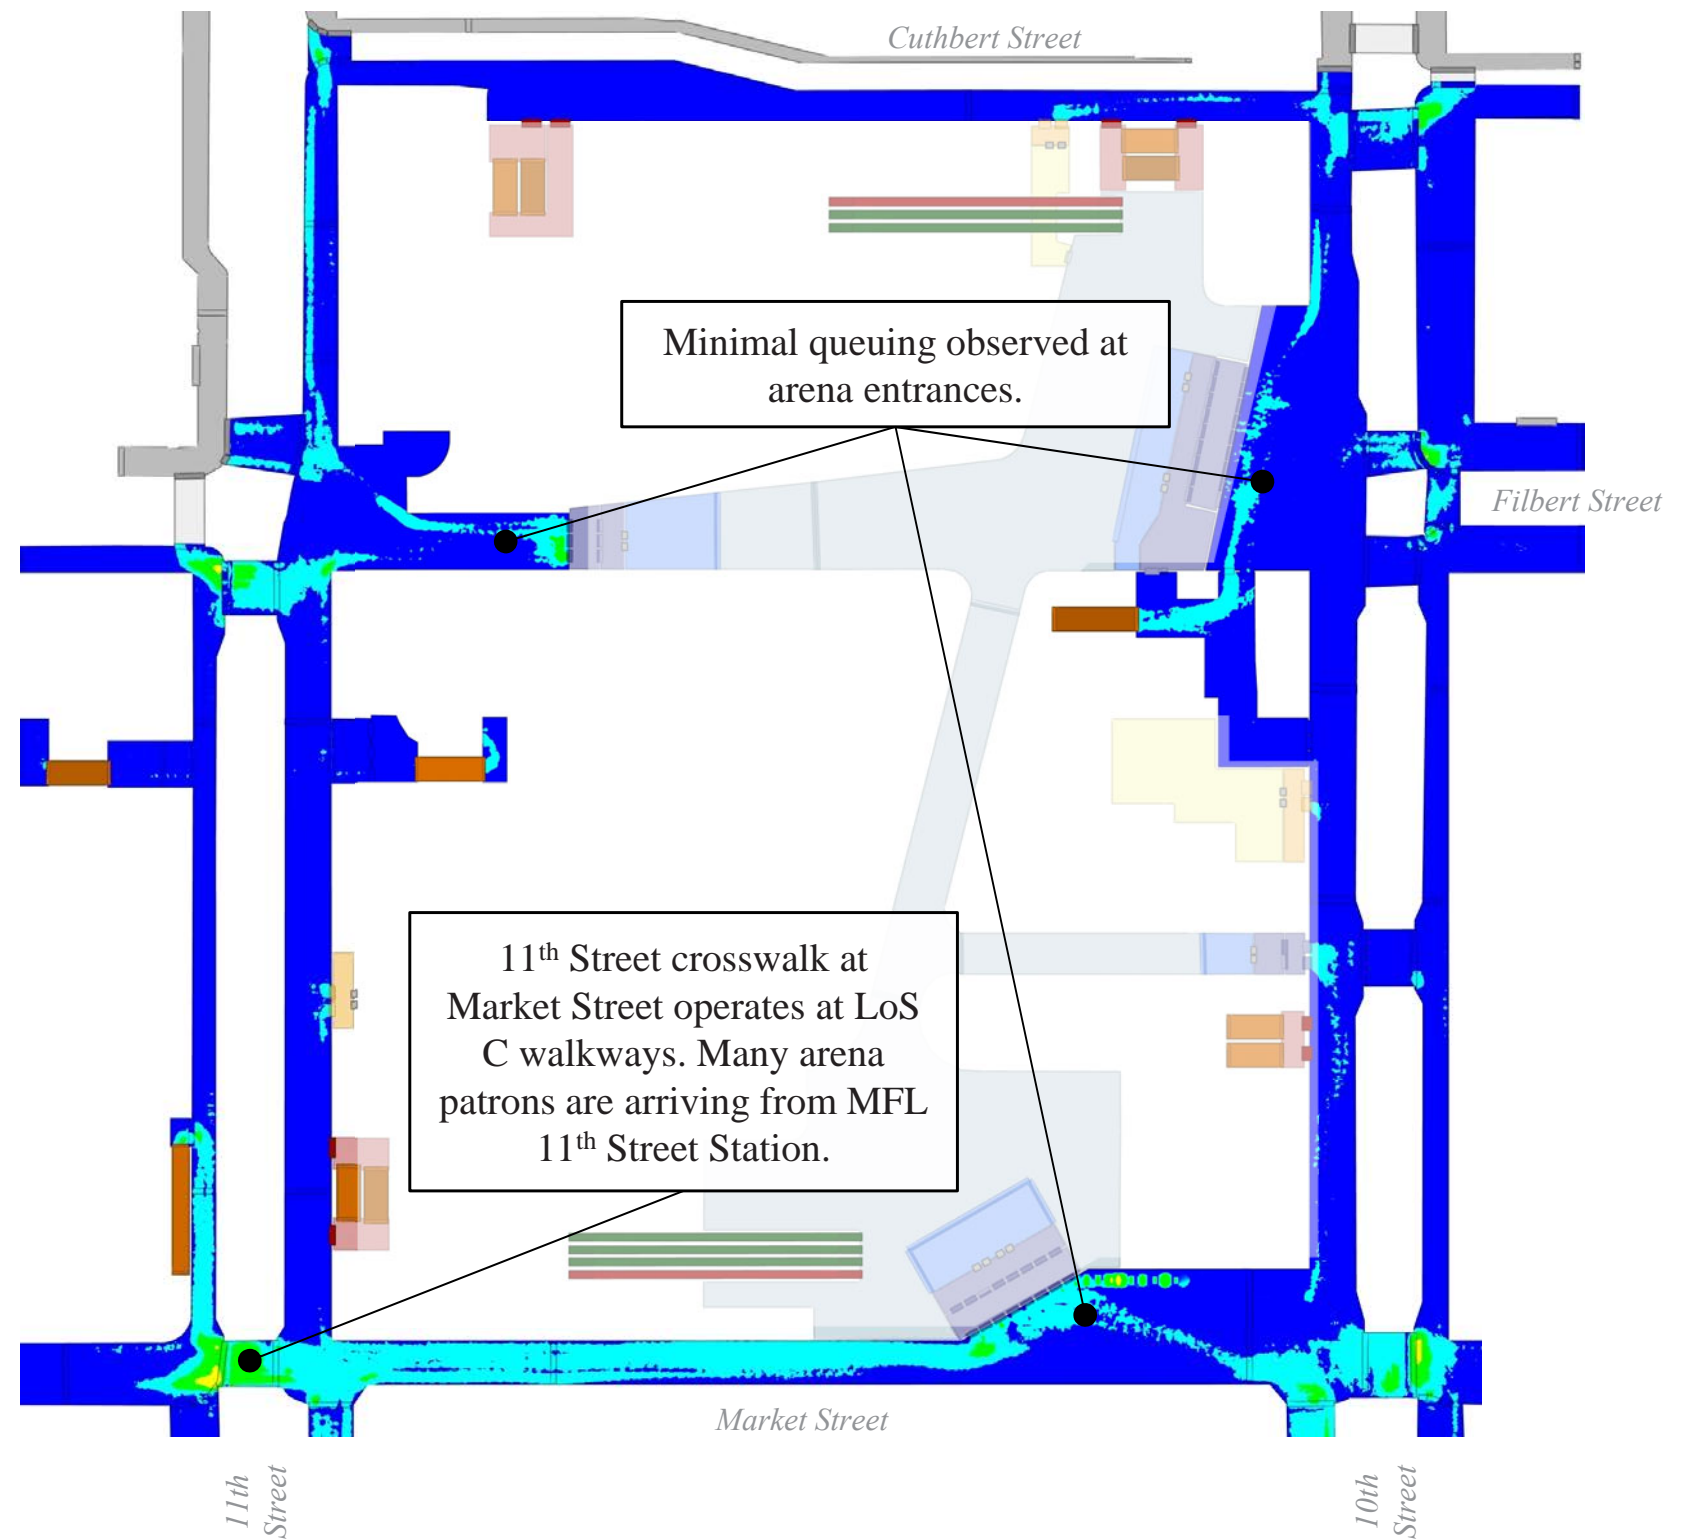 Cuthbert Street
Minimal queuing observed at
arena entrances.
Filbert Street
11th Street crosswalk at
Market Street operates at LoS
C walkways. Many arena
patrons are arriving from MFL
11th Street Station.
Market Street
11th
Street
10th
Street